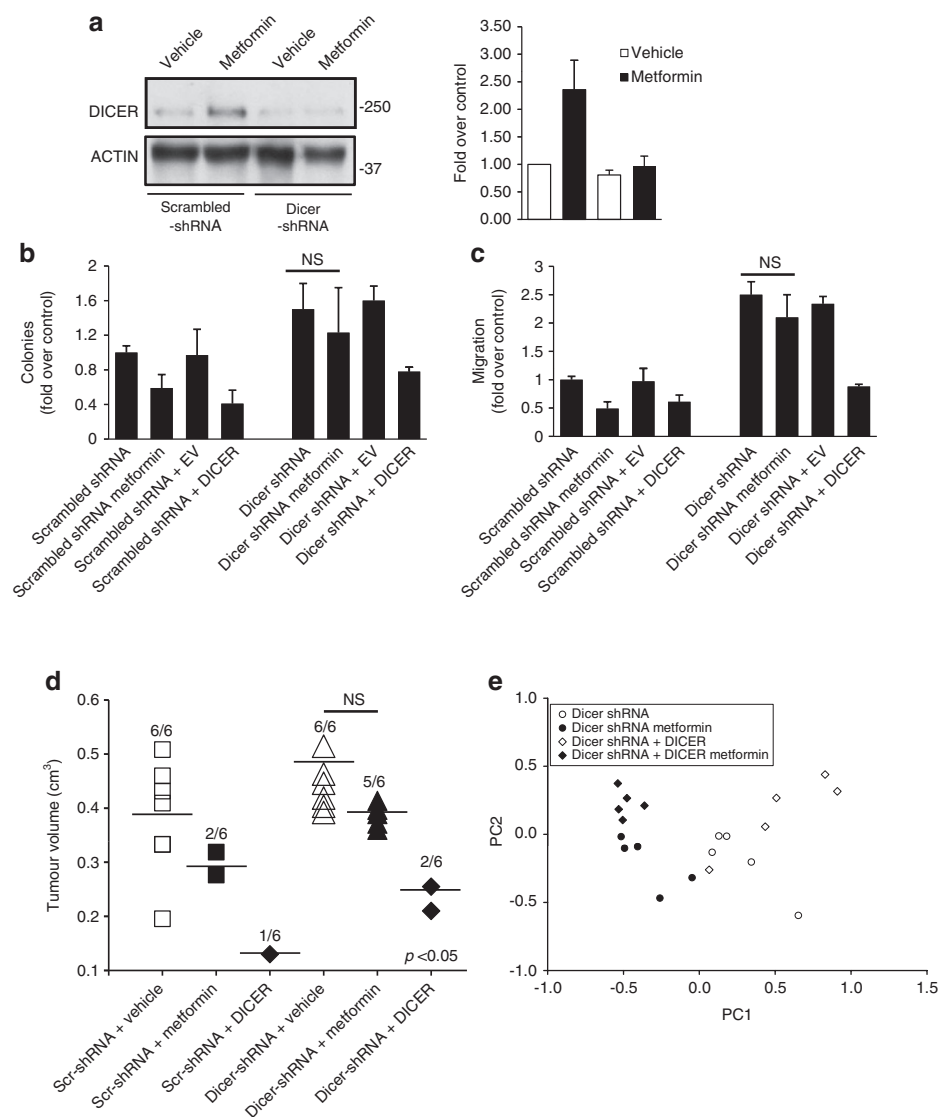 a
Vehicle
Metformin
Vehicle
Metformin
DICER
-250
ACTIN
-37
Scrambled
-shRNA
Dicer
-shRNA
Fold over control
3.50
3.00
2.50
2.00
1.50
1.00
0.50
0.00
Vehicle
Metformin
b
Colonies
(fold over control)
2
1.6
1.2
0.8
0.4
0
NS
Scrambled shRNA
Scrambled shRNA metformin
Scrambled shRNA + EV
Scrambled shRNA + DICER
Dicer shRNA
Dicer shRNA metformin
Dicer shRNA + EV
Dicer shRNA + DICER
c
Migration
(fold over control)
3
2.5
2
1.5
1
0.5
0
NS
Scrambled shRNA
Scrambled shRNA metformin
Scrambled shRNA + EV
Scrambled shRNA + DICER
Dicer shRNA
Dicer shRNA metformin
Dicer shRNA + EV
Dicer shRNA + DICER
d
Tumour volume (cm³)
0.6
0.5
0.4
0.3
0.2
0.1
6/6
2/6
1/6
6/6
NS
5/6
2/6
p <0.05
Scr-shRNA + vehicle
Scr-shRNA + metformin
Scr-shRNA + DICER
Dicer-shRNA + vehicle
Dicer-shRNA + metformin
Dicer-shRNA + DICER
e
PC2
1.0
0.5
0.0
-0.5
-1.0
Dicer shRNA
Dicer shRNA metformin
Dicer shRNA + DICER
Dicer shRNA + DICER metformin
-1.0
-0.5
0.0
0.5
1.0
1.5
PC1